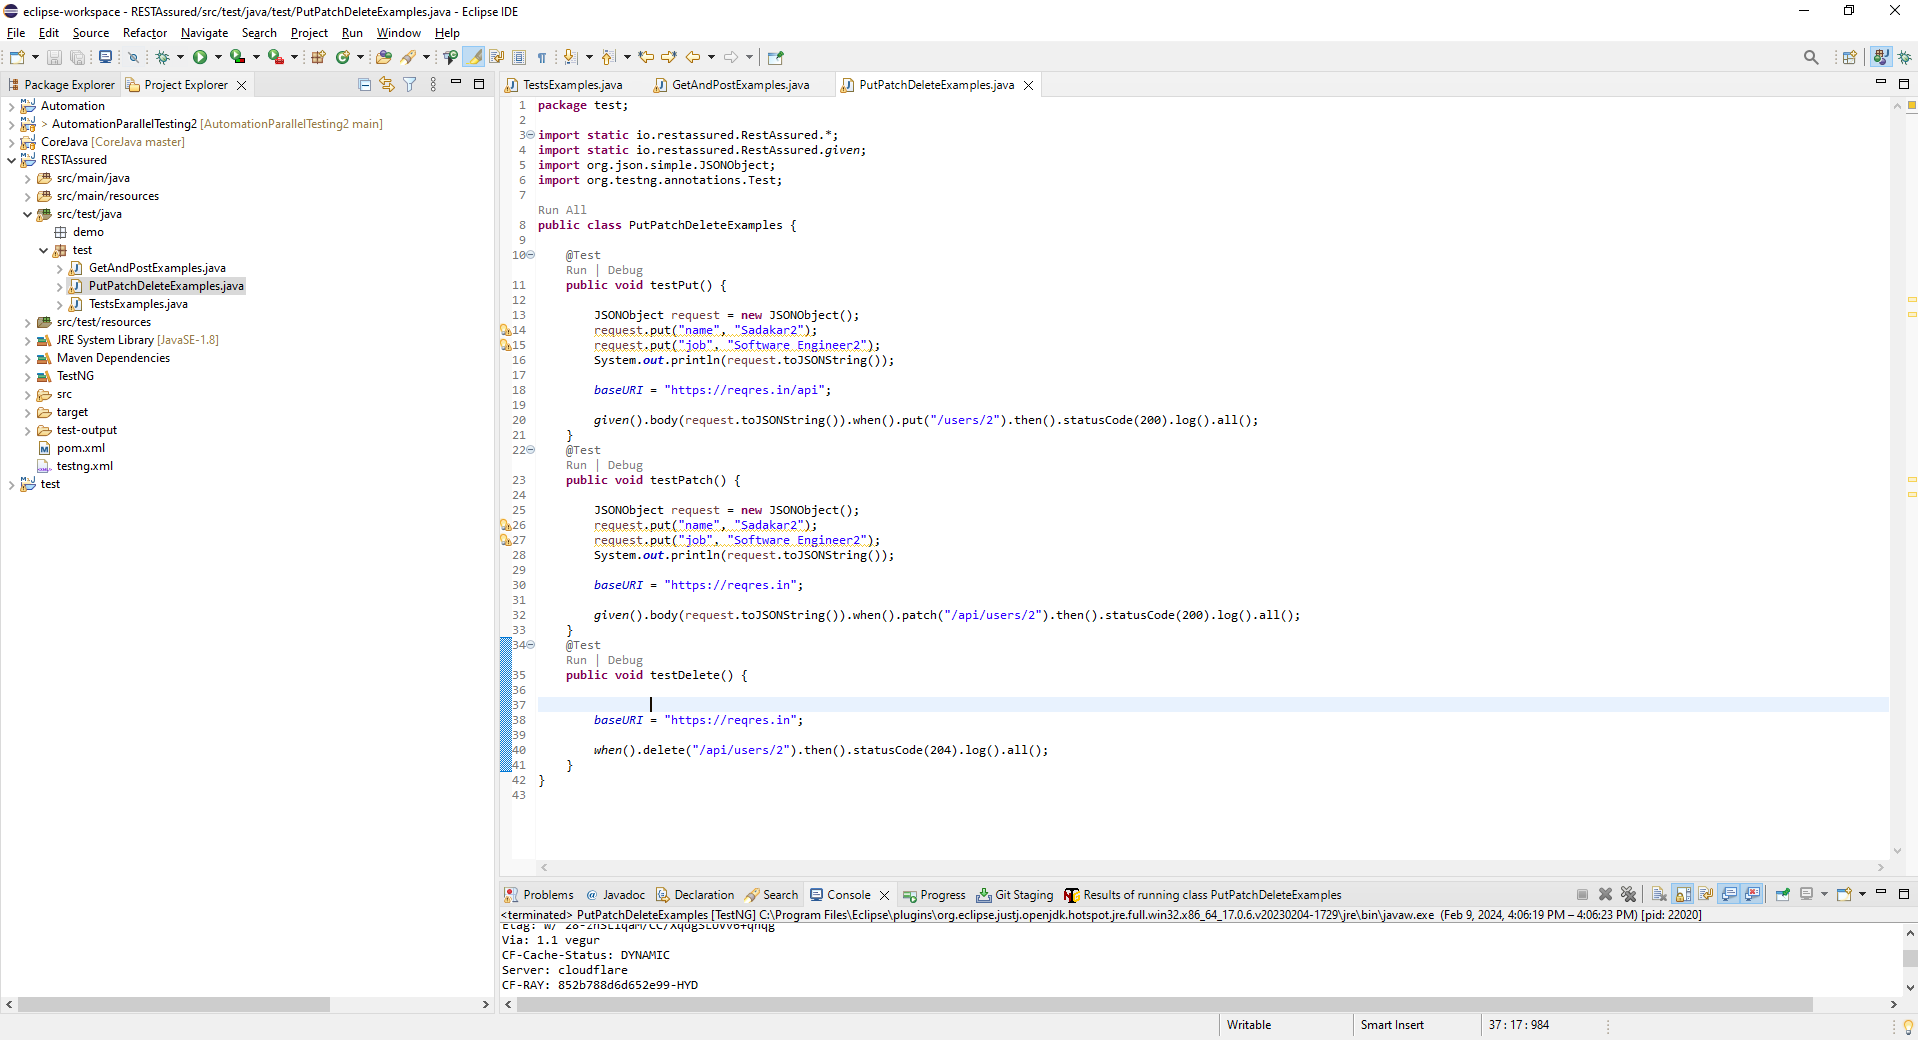 eclipse-workspace - RESTAssured/src/test/java/test/PutPatchDeleteExamples.java - Eclipse IDE
File Edit Source Refactor Navigate Search Project Run Window Help
Package Explorer Project Explorer
Automation
> AutomationParallelTesting2 [AutomationParallelTesting2 main]
CoreJava [CoreJava master]
RESTAssured
src/main/java
src/main/resources
src/test/java
demo
test
GetAndPostExamples.java
PutPatchDeleteExamples.java
TestsExamples.java
src/test/resources
JRE System Library [JavaSE-1.8]
Maven Dependencies
TestNG
src
target
test-output
pom.xml
testng.xml
test
TestsExamples.java GetAndPostExamples.java PutPatchDeleteExamples.java
1 package test;
2
3 import static io.restassured.RestAssured.*;
4 import static io.restassured.RestAssured.given;
5 import org.json.simple.JSONObject;
6 import org.testng.annotations.Test;
7
Run All
8 public class PutPatchDeleteExamples {
9
10 @Test
Run | Debug
11 public void testPut() {
12
13 JSONObject request = new JSONObject();
14 request.put("name", "Sadakar2");
15 request.put("job", "Software Engineer2");
16 System.out.println(request.toJSONString());
17
18 baseURI = "https://reqres.in/api";
19
20 given().body(request.toJSONString()).when().put("/users/2").then().statusCode(200).log().all();
21 }
22 @Test
Run | Debug
23 public void testPatch() {
24
25 JSONObject request = new JSONObject();
26 request.put("name", "Sadakar2");
27 request.put("job", "Software Engineer2");
28 System.out.println(request.toJSONString());
29
30 baseURI = "https://reqres.in";
31
32 given().body(request.toJSONString()).when().patch("/api/users/2").then().statusCode(200).log().all();
33 }
34 @Test
Run | Debug
35 public void testDelete() {
36
37
38 baseURI = "https://reqres.in";
39
40 when().delete("/api/users/2").then().statusCode(204).log().all();
41 }
42 }
43
Problems Javadoc Declaration Search Console Progress Git Staging Results of running class PutPatchDeleteExamples
<terminated> PutPatchDeleteExamples [TestNG] C:\Program Files\Eclipse\plugins\org.eclipse.justj.openjdk.hotspot.jre.full.win32.x86_64_17.0.6.v20230204-1729\jre\bin\javaw.exe (Feb 9, 2024, 4:06:19 PM – 4:06:23 PM) [pid: 22020]
Via: 1.1 vegur
CF-Cache-Status: DYNAMIC
Server: cloudflare
CF-RAY: 852b788d6d652e99-HYD
Writable Smart Insert 37 : 17 : 984